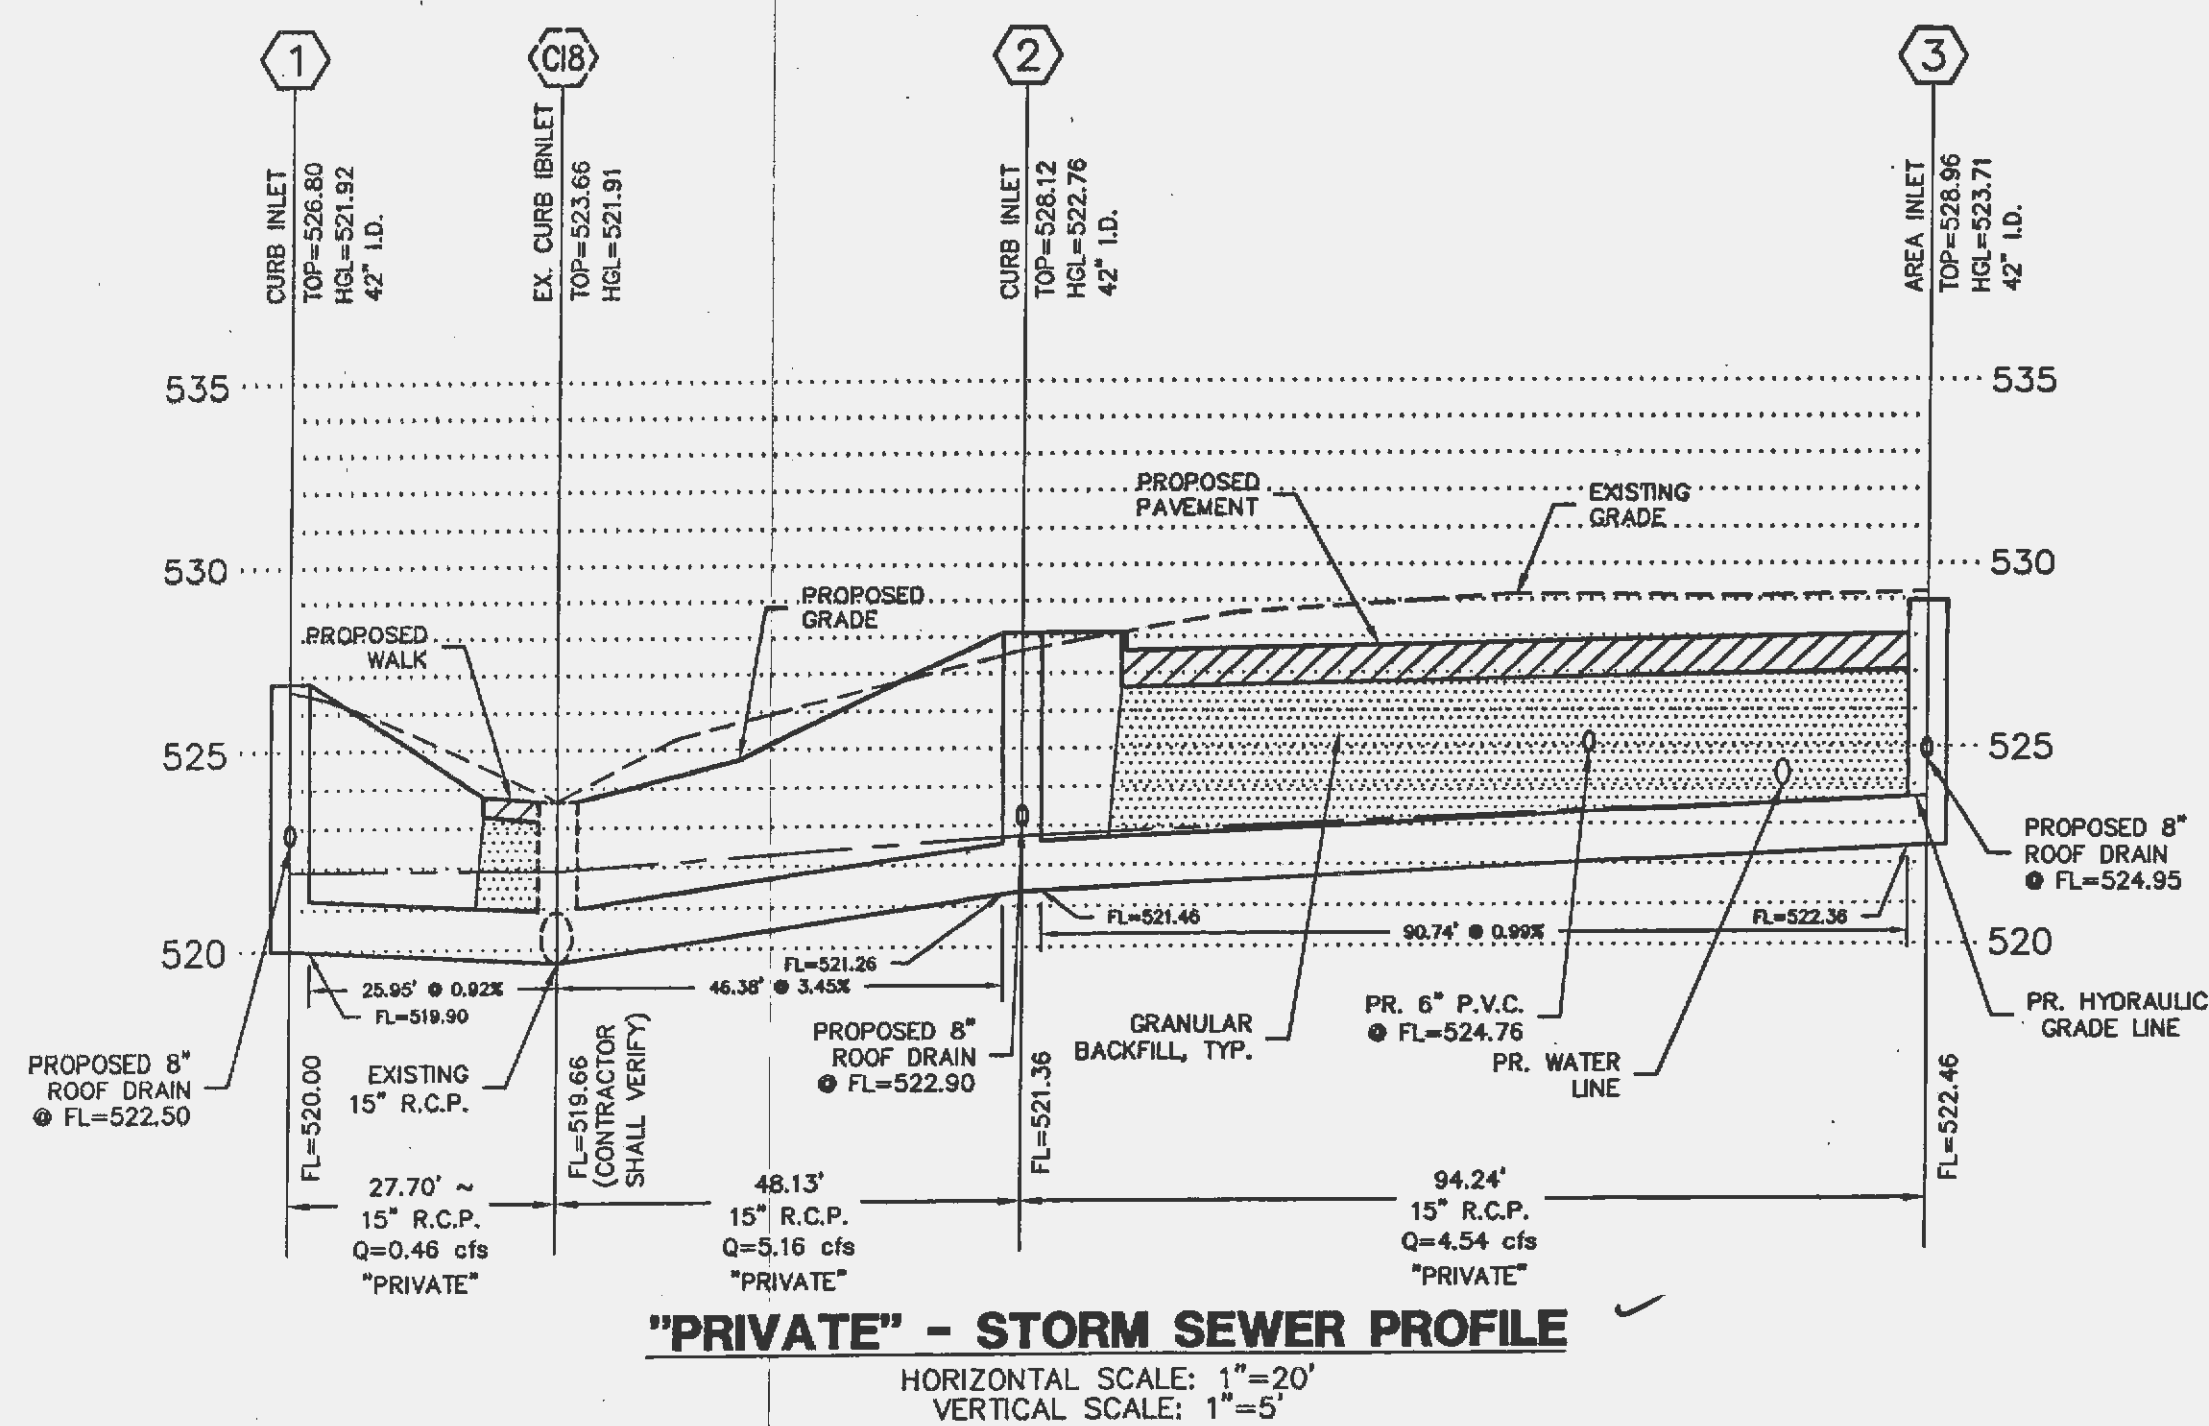 1
CI8
2
3
CURB INLET
TOP=526.80
HGL=521.92
42" I.D.
EX. CURB IBNLET
TOP=523.66
HGL=521.91
CURB INLET
TOP=528.12
HGL=522.76
42" I.D.
AREA INLET
TOP=528.96
HGL=523.71
42" I.D.
535
535
530
530
525
525
520
520
PROPOSED
PAVEMENT
EXISTING
GRADE
PROPOSED
GRADE
PROPOSED
WALK
PROPOSED 8"
ROOF DRAIN
@ FL=524.95
FL=521.46
FL=522.36
90.74' @ 0.99%
FL=521.26
25.95' @ 0.92%
46.38' @ 3.45%
FL=519.90
PROPOSED 8"
ROOF DRAIN
@ FL=522.50
EXISTING
15" R.C.P.
PROPOSED 8"
ROOF DRAIN
@ FL=522.90
GRANULAR
BACKFILL, TYP.
PR. 6" P.V.C.
@ FL=524.76
PR. WATER
LINE
PR. HYDRAULIC
GRADE LINE
FL=520.00
FL=519.66
(CONTRACTOR
SHALL VERIFY)
FL=521.36
FL=522.46
27.70' ~
15" R.C.P.
Q=0.46 cfs
"PRIVATE"
48.13'
15" R.C.P.
Q=5.16 cfs
"PRIVATE"
94.24'
15" R.C.P.
Q=4.54 cfs
"PRIVATE"
"PRIVATE" - STORM SEWER PROFILE
HORIZONTAL SCALE: 1"=20'
VERTICAL SCALE: 1"=5'